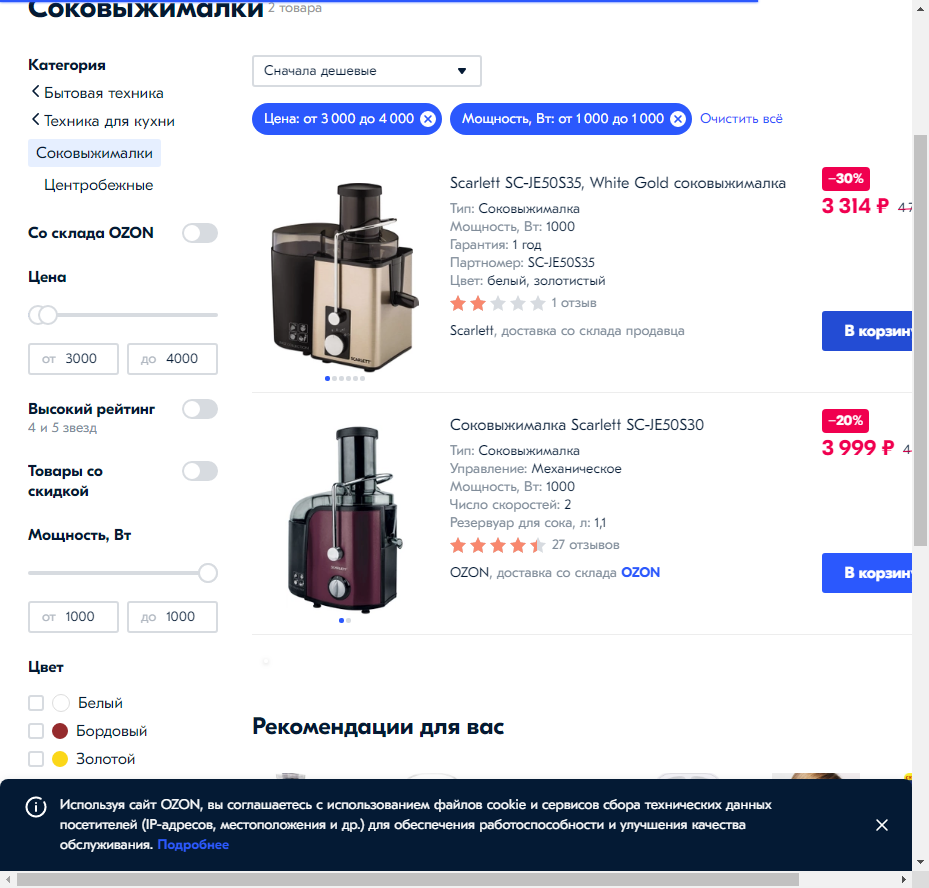 Соковыжималки 2 товара
Категория
Бытовая техника
Техника для кухни
Соковыжималки
Центробежные
Со склада OZON
Цена
от 3000
до 4000
Высокий рейтинг
4 и 5 звезд
Товары со
скидкой
Мощность, Вт
от 1000
до 1000
Цвет
Белый
Бордовый
Золотой
Сначала дешевые
Цена: от 3 000 до 4 000
Мощность, Вт: от 1 000 до 1 000
Очистить всё
Scarlett SC-JE50S35, White Gold соковыжималка
Тип: Соковыжималка
Мощность, Вт: 1000
Гарантия: 1 год
Партномер: SC-JE50S35
Цвет: белый, золотистый
1 отзыв
Scarlett, доставка со склада продавца
−30%
3 314 ₽
В корзин
Соковыжималка Scarlett SC-JE50S30
Тип: Соковыжималка
Управление: Механическое
Мощность, Вт: 1000
Число скоростей: 2
Резервуар для сока, л: 1,1
27 отзывов
OZON, доставка со склада OZON
−20%
3 999 ₽
В корзин
Рекомендации для вас
Используя сайт OZON, вы соглашаетесь с использованием файлов cookie и сервисов сбора технических данных
посетителей (IP-адресов, местоположения и др.) для обеспечения работоспособности и улучшения качества
обслуживания. Подробнее